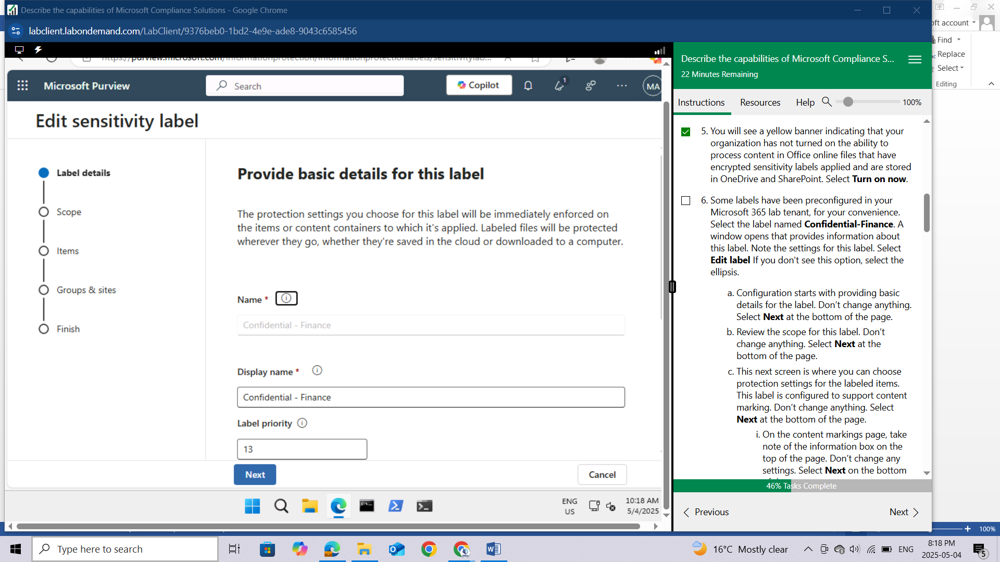 Describe the capabilities of Microsoft Compliance Solutions - Google Chrome
labclient.labondemand.com/LabClient/9376beb0-1bd2-4e9e-ade8-9043c6585456
Microsoft Purview
Search
Copilot
1
MA
Edit sensitivity label
Label details
Scope
Items
Groups & sites
Finish
Provide basic details for this label
The protection settings you choose for this label will be immediately enforced on
the items or content containers to which it's applied. Labeled files will be protected
wherever they go, whether they're saved in the cloud or downloaded to a computer.
Name *
Confidential - Finance
Display name *
Confidential - Finance
Label priority
13
Next
Cancel
ENG
US
10:18 AM
5/4/2025
Describe the capabilities of Microsoft Compliance S...
22 Minutes Remaining
Instructions
Resources
Help
100%
5. You will see a yellow banner indicating that your
organization has not turned on the ability to
process content in Office online files that have
encrypted sensitivity labels applied and are stored
in OneDrive and SharePoint. Select Turn on now.
6. Some labels have been preconfigured in your
Microsoft 365 lab tenant, for your convenience.
Select the label named Confidential-Finance. A
window opens that provides information about
this label. Note the settings for this label. Select
Edit label If you don't see this option, select the
ellipsis.
a. Configuration starts with providing basic
details for the label. Don’t change anything.
Select Next at the bottom of the page.
b. Review the scope for this label. Don’t
change anything. Select Next at the
bottom of the page.
c. This next screen is where you can choose
protection settings for the labeled items.
This label is configured to support content
marking. Don’t change anything. Select
Next at the bottom of the page.
i. On the content markings page, take
note of the information box on the
top of the page. Don’t change any
settings. Select Next on the bottom
46% Tasks Complete
Previous
Next
account
Find
Replace
Select
Editing
100%
Type here to search
16°C Mostly clear
ENG
8:18 PM
2025-05-04
5